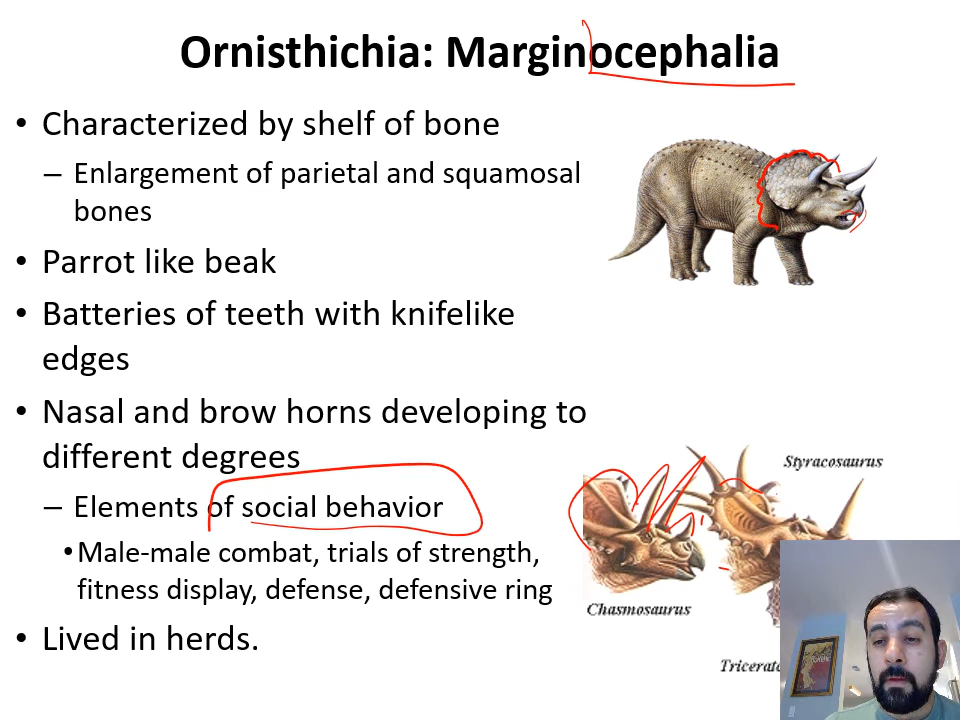 Ornisthichia: Marginocephalia
• Characterized by shelf of bone
– Enlargement of parietal and squamosal
bones
• Parrot like beak
• Batteries of teeth with knifelike
edges
• Nasal and brow horns developing to
different degrees
– Elements of social behavior
• Male-male combat, trials of strength,
fitness display, defense, defensive ring
• Lived in herds.
Styracosaurus
Chasmosaurus